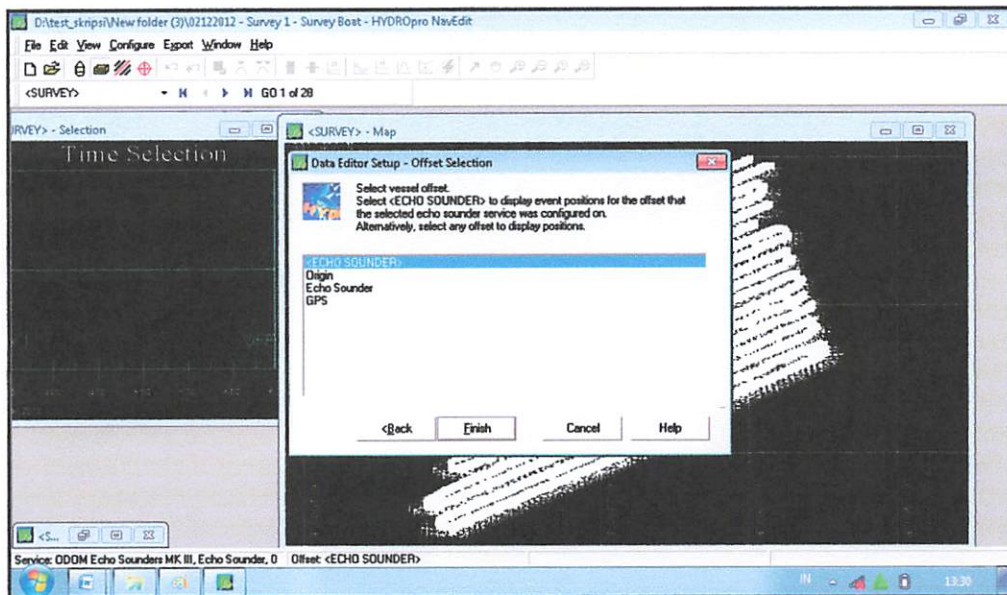 D:\test_skripsi\New folder (3)\02122012 - Survey 1 - Survey Boat - HYDROpro NavEdit
File Edit View Configure Export Window Help
<SURVEY> GO 1 of 28
RVEY> - Selection
<SURVEY> - Map
Time Selection
Data Editor Setup - Offset Selection
Select vessel offset.
Select <ECHO SOUNDER> to display event positions for the offset that
the selected echo sounder service was configured on.
Alternatively, select any offset to display positions.
<ECHO SOUNDER>
Origin
Echo Sounder
GPS
<Back Finish Cancel Help
<S...
Service: ODOM Echo Sounders MK III, Echo Sounder, 0 Offset: <ECHO SOUNDER>
IN 13:30